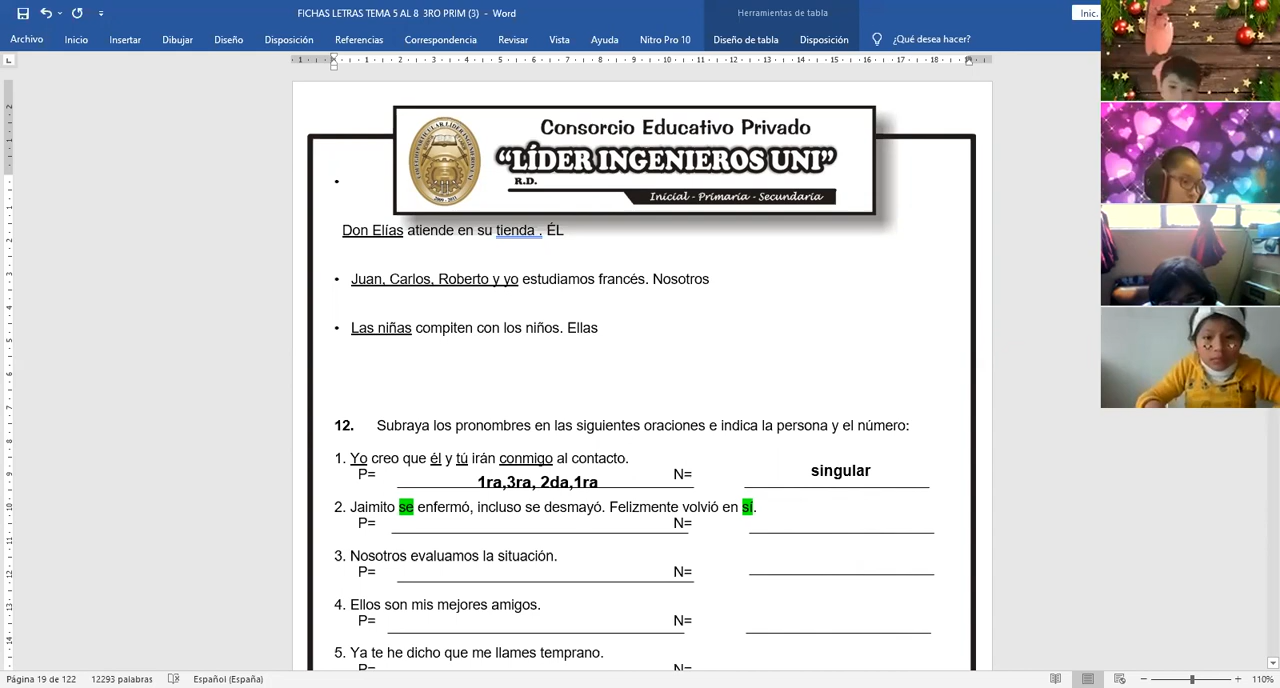 FICHAS LETRAS TEMA 5 AL 8 3RO PRIM (3) - Word
Herramientas de tabla
Inic.
Archivo Inicio Insertar Dibujar Diseño Disposición Referencias Correspondencia Revisar Vista Ayuda Nitro Pro 10 Diseño de tabla Disposición ¿Qué desea hacer?
Consorcio Educativo Privado
“LÍDER INGENIEROS UNI”
R.D.
Inicial - Primaria - Secundaria
Don Elías atiende en su tienda . ÉL
• Juan, Carlos, Roberto y yo estudiamos francés. Nosotros
• Las niñas compiten con los niños. Ellas
12. Subraya los pronombres en las siguientes oraciones e indica la persona y el número:
1. Yo creo que él y tú irán conmigo al contacto.
P= 1ra,3ra, 2da,1ra N= singular
2. Jaimito se enfermó, incluso se desmayó. Felizmente volvió en sí.
P= N=
3. Nosotros evaluamos la situación.
P= N=
4. Ellos son mis mejores amigos.
P= N=
5. Ya te he dicho que me llames temprano.
P= N=
Página 19 de 122 12293 palabras Español (España) 110%